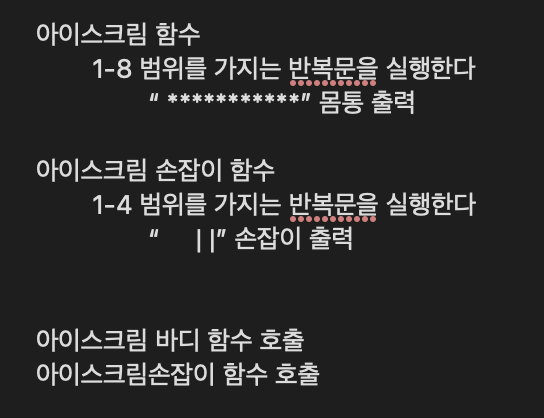 아이스크림 함수
1-8 범위를 가지는 반복문을 실행한다
“ ***********” 몸통 출력
아이스크림 손잡이 함수
1-4 범위를 가지는 반복문을 실행한다
“     | |” 손잡이 출력
아이스크림 바디 함수 호출
아이스크림손잡이 함수 호출